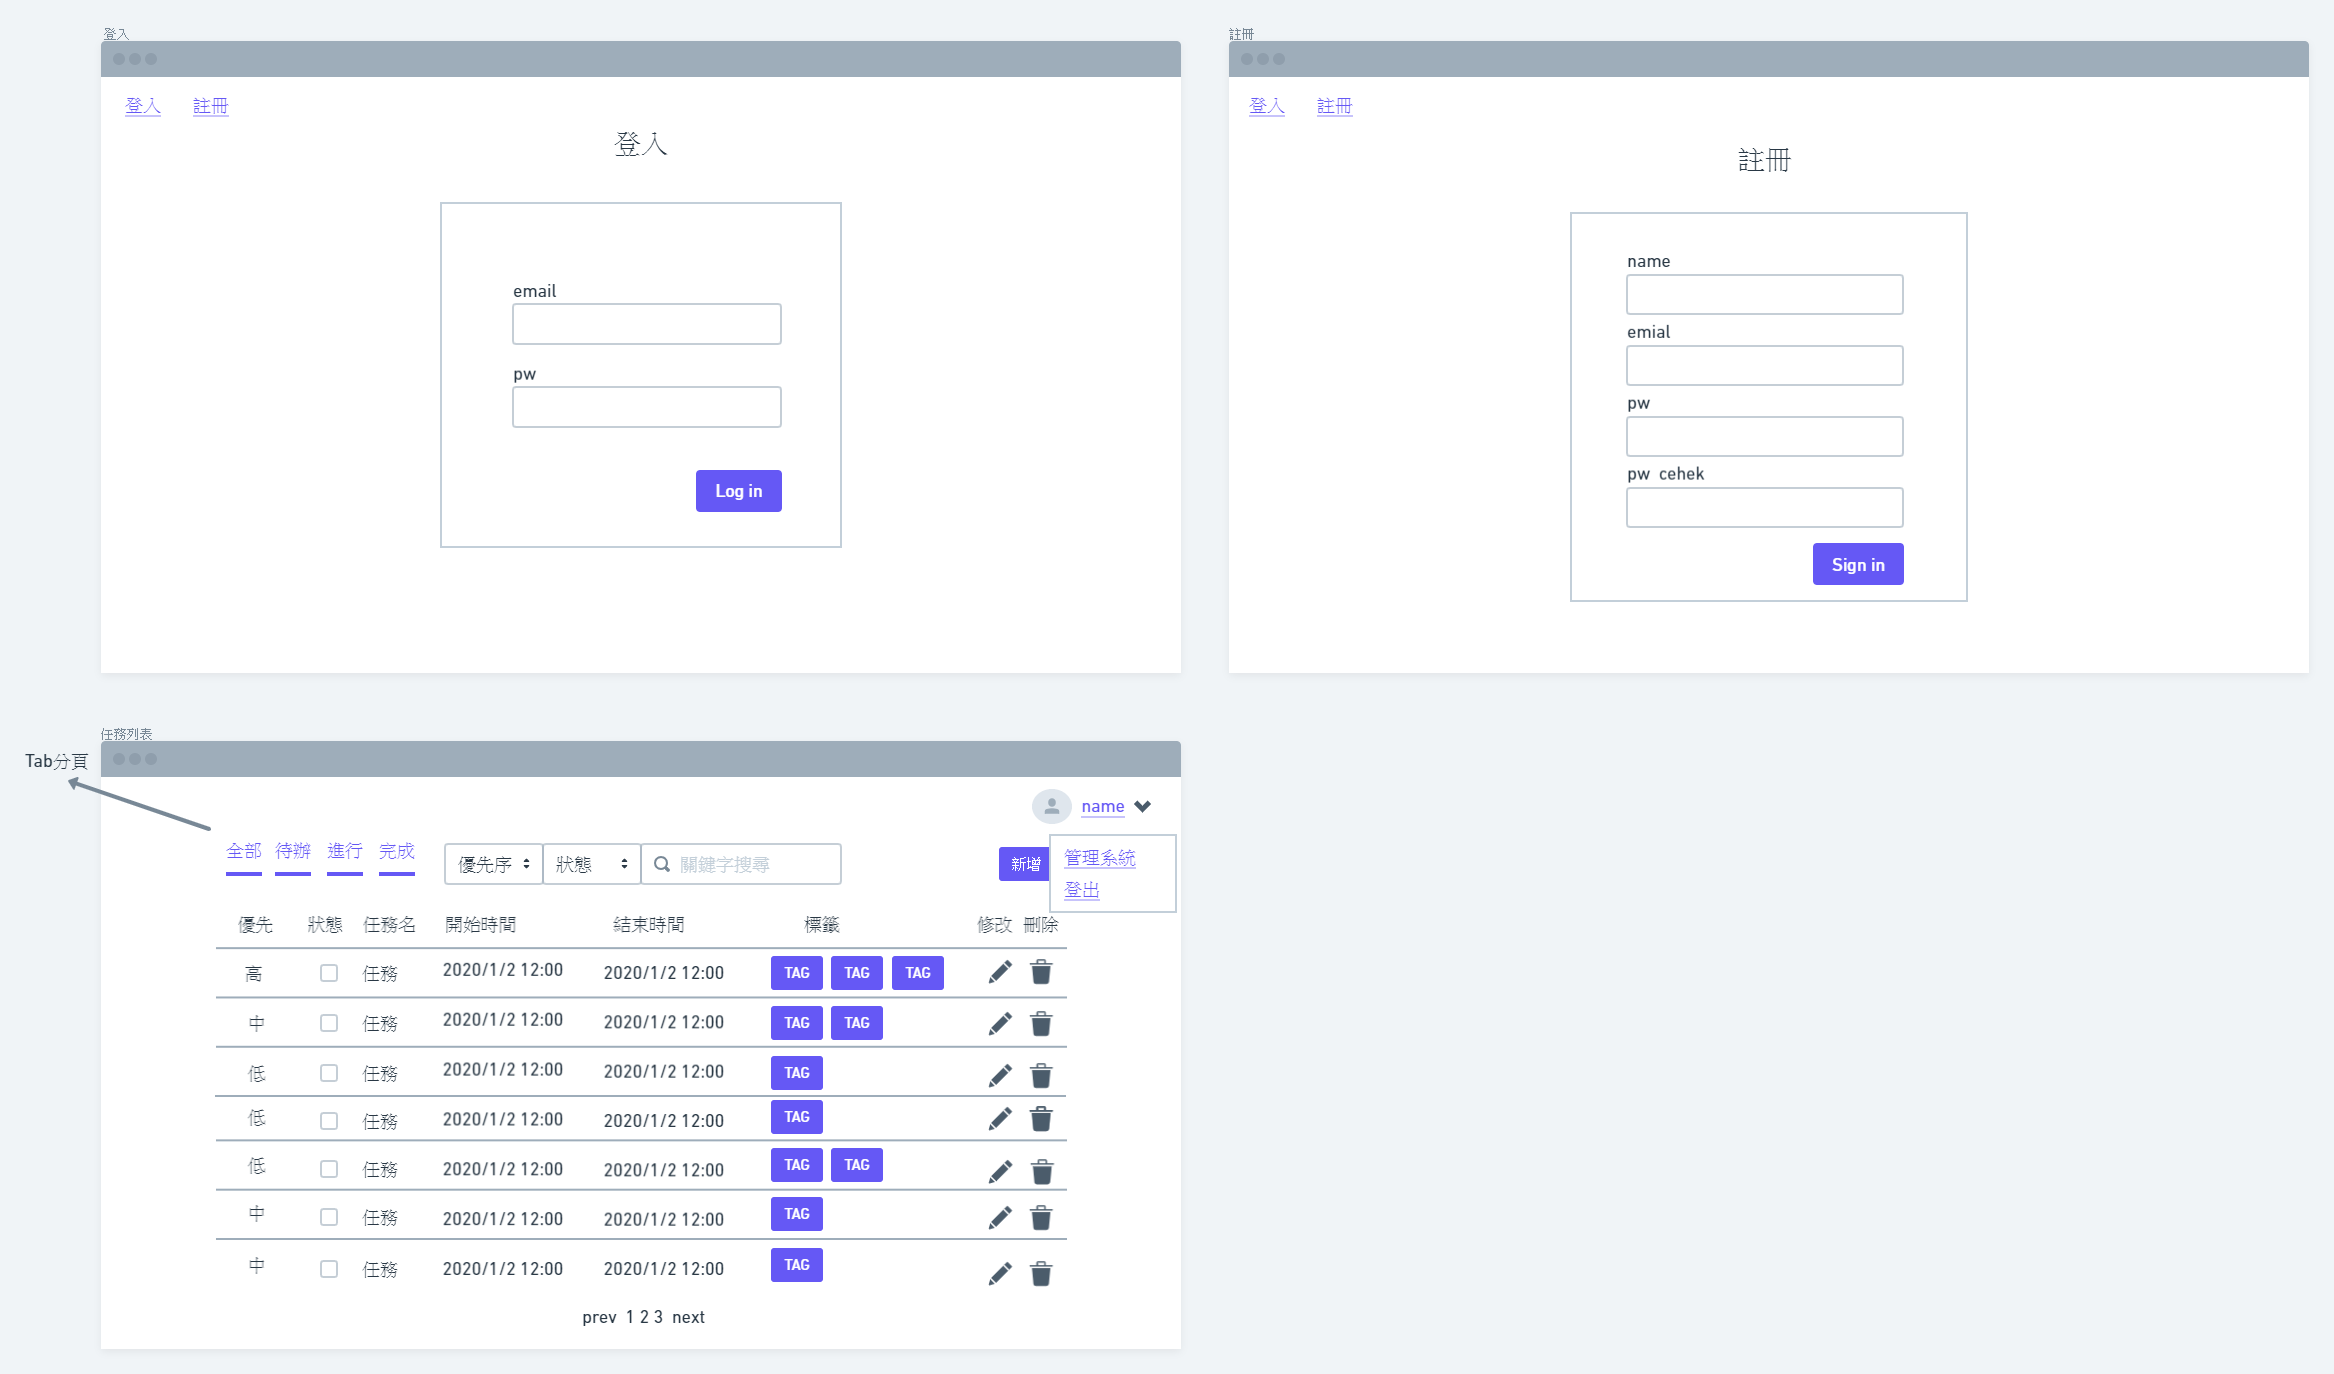 登入
登入 註冊
登入
email
pw
Log in
註冊
登入 註冊
註冊
name
emial
pw
pw cehek
Sign in
任務列表
Tab分頁
name
全部 待辦 進行 完成 優先序 狀態 關鍵字搜尋 新增
管理系統
登出
優先 狀態 任務名 開始時間 結束時間 標籤 修改 刪除
高 任務 2020/1/2 12:00 2020/1/2 12:00 TAG TAG TAG
中 任務 2020/1/2 12:00 2020/1/2 12:00 TAG TAG
低 任務 2020/1/2 12:00 2020/1/2 12:00 TAG
低 任務 2020/1/2 12:00 2020/1/2 12:00 TAG
低 任務 2020/1/2 12:00 2020/1/2 12:00 TAG TAG
中 任務 2020/1/2 12:00 2020/1/2 12:00 TAG
中 任務 2020/1/2 12:00 2020/1/2 12:00 TAG
prev 1 2 3 next